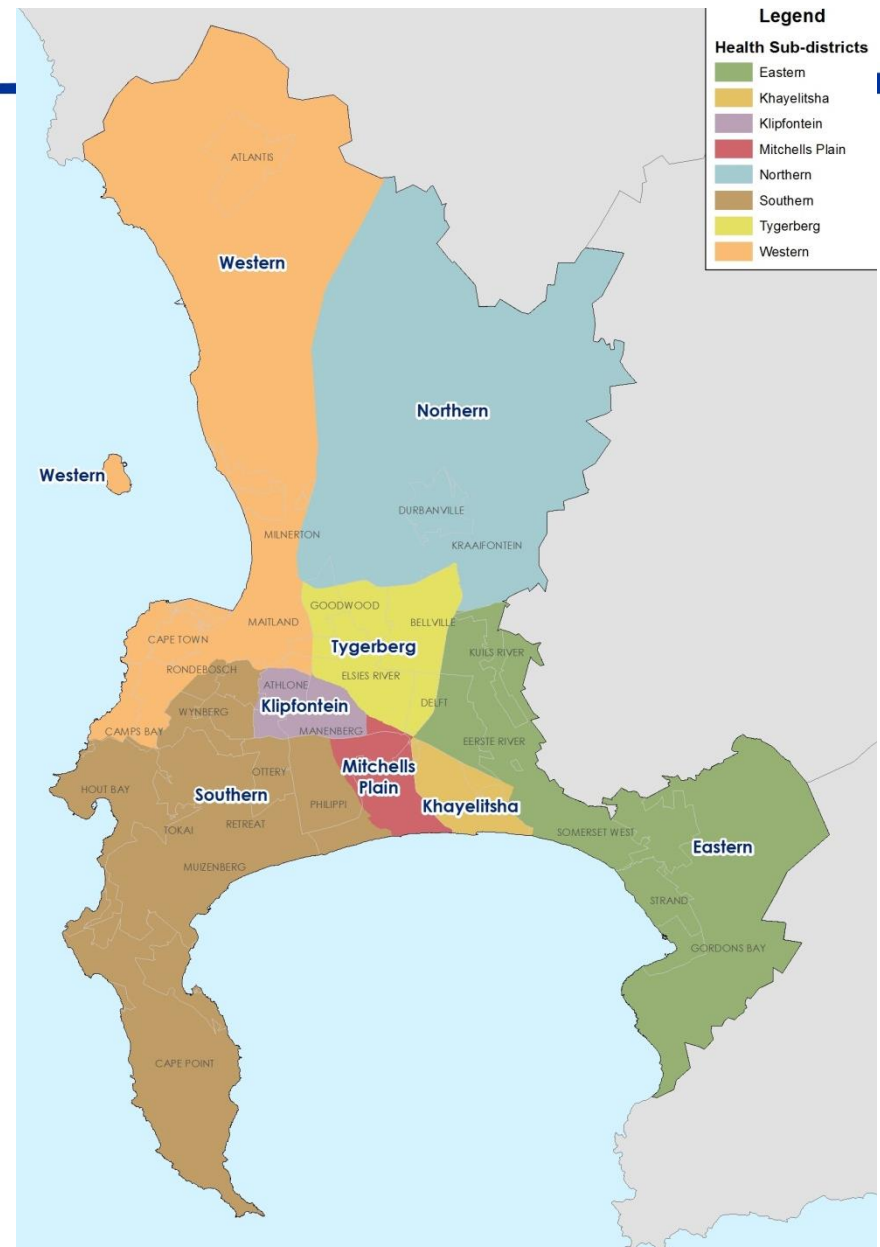 Legend
Health Sub-districts
Eastern
Khayelitsha
Klipfontein
Mitchells Plain
Northern
Southern
Tygerberg
Western
ATLANTIS
Western
Northern
Western
DURBANVILLE
MILNERTON
KRAAIFONTEIN
GOODWOOD
MAITLAND
BELLVILLE
CAPE TOWN
Tygerberg
KUILS RIVER
RONDEBOSCH
ELSIES RIVER
ATHLONE
DELFT
WYNBERG
Klipfontein
CAMPS BAY
MANENBERG
EERSTE RIVER
HOUT BAY
OTTERY
Mitchells
Plain
Southern
PHILIPPI
Khayelitsha
TOKAI
RETREAT
SOMERSET WEST
Eastern
MUIZENBERG
STRAND
GORDONS BAY
CAPE POINT